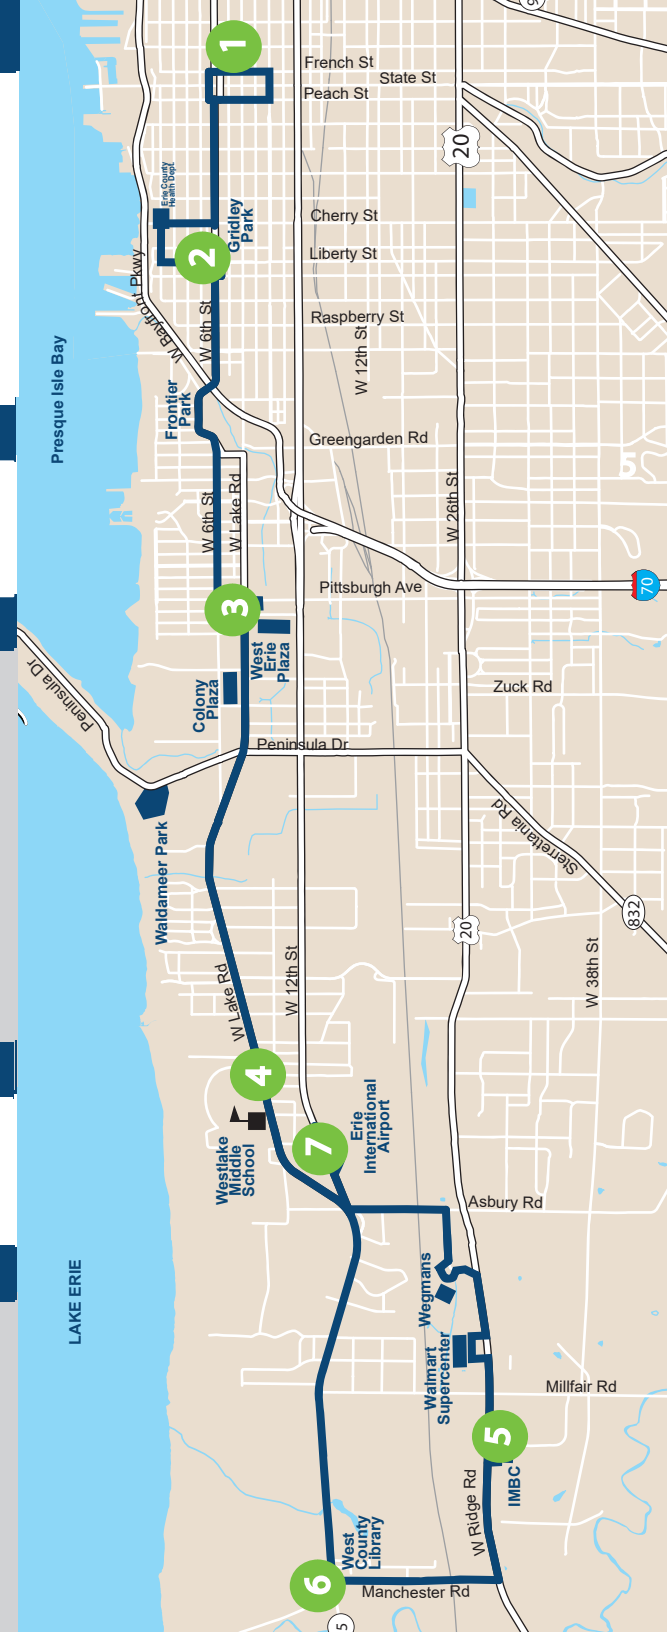 1
French St
State St
Peach St
20
Erie County
Health Dept.
Cherry St
Gridley
Park
2
Liberty St
W Bayfront Pkwy
W 6th St
Raspberry St
W 12th St
Presque Isle Bay
Frontier
Park
Greengarden Rd
5
W 6th St
W Lake Rd
W 26th St
3
Pittsburgh Ave
70
West
Erie
Plaza
Colony
Plaza
Peninsula Dr
Zuck Rd
Peninsula Dr
Waldameer Park
Sterrettania Rd
832
20
W Lake Rd
W 12th St
W 38th St
4
Westlake
Middle
School
7
Erie
International
Airport
Asbury Rd
LAKE ERIE
Wegmans
Walmart
Supercenter
Millfair Rd
5
IMBC
W Ridge Rd
West
County
Library
6
Manchester Rd
5